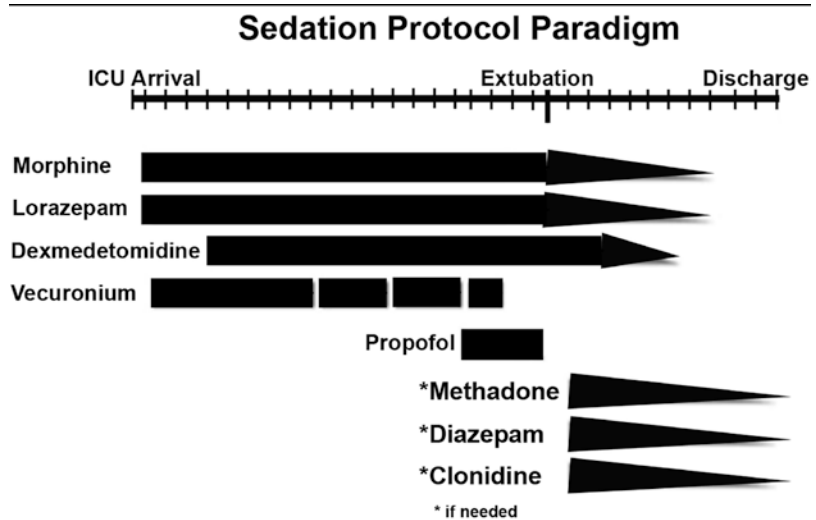 Sedation Protocol Paradigm
ICU Arrival Extubation Discharge
Morphine
Lorazepam
Dexmedetomidine
Vecuronium
Propofol
*Methadone
*Diazepam
*Clonidine
* if needed